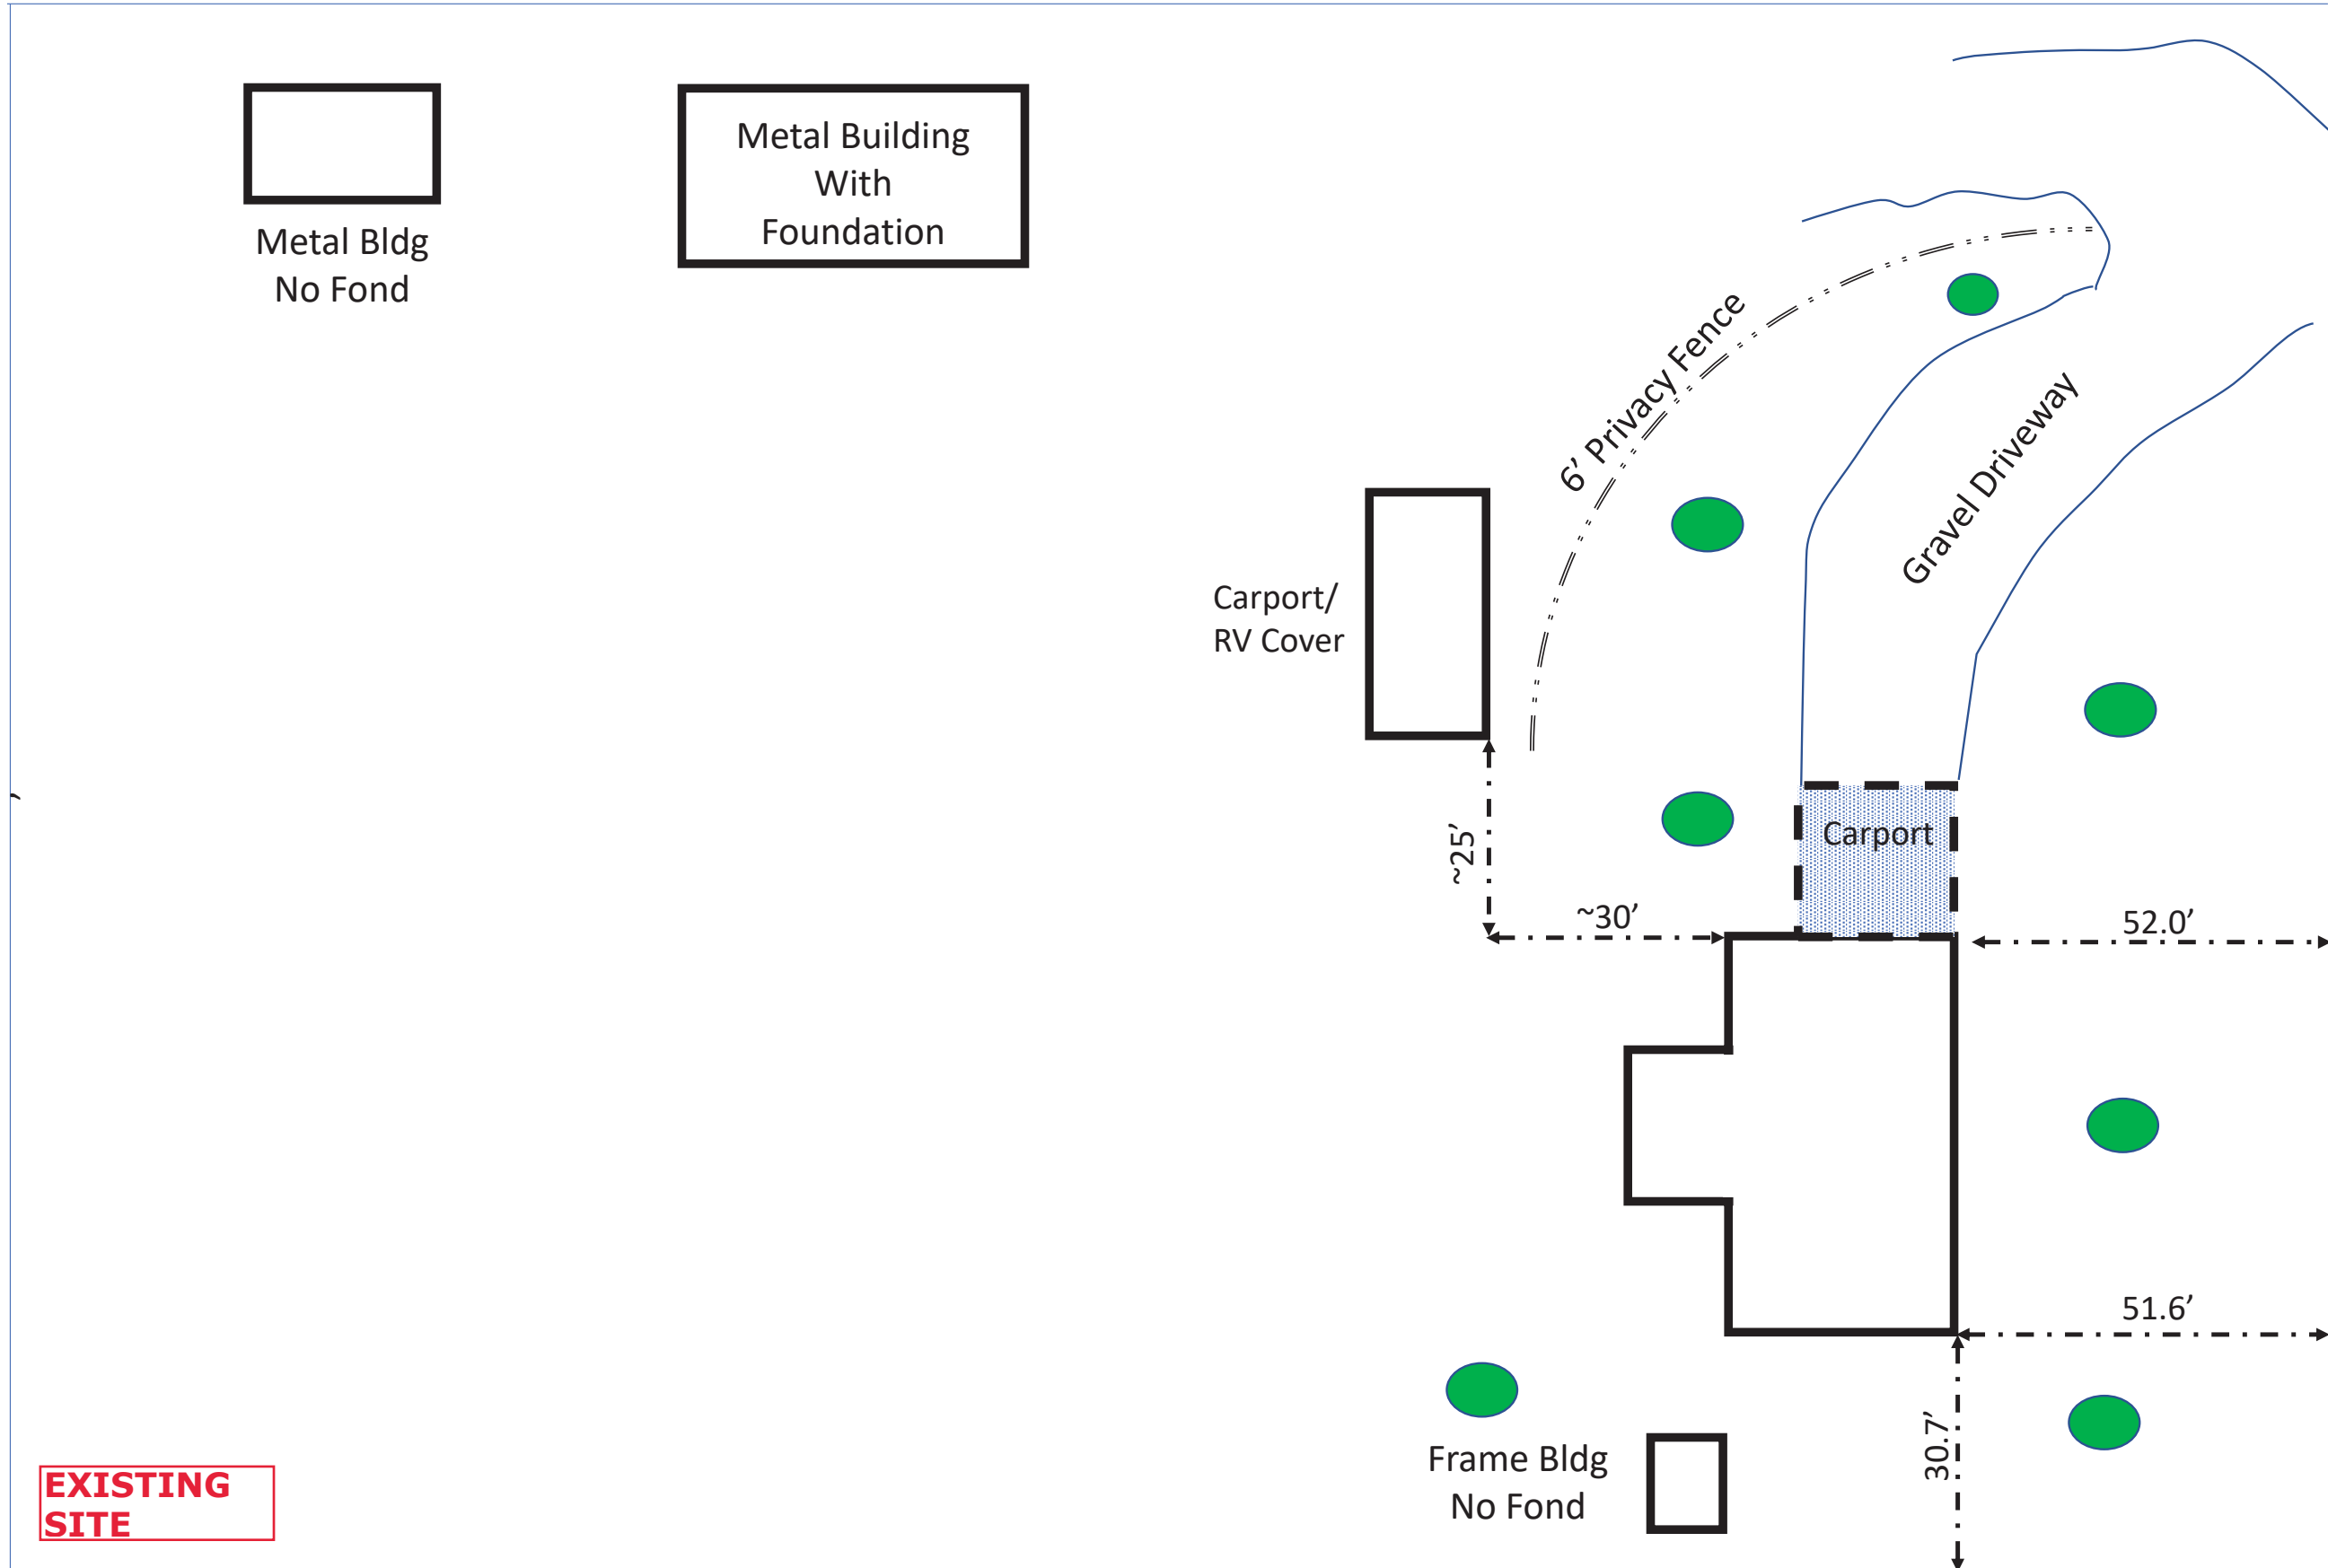 Metal Building
With
Foundation
Metal Bldg
No Fond
6’ Privacy Fence
Gravel Driveway
Carport/
RV Cover
’
Carport
~25’
~30’
52.0’
51.6’
30.7’
Frame Bldg
No Fond
EXISTING
SITE